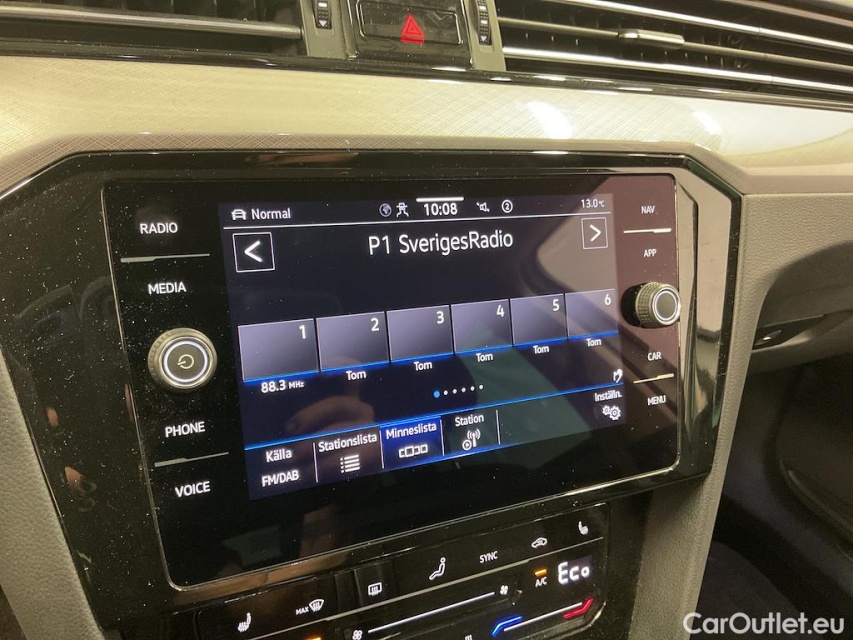 RADIO
MEDIA
PHONE
VOICE
Normal
10:08
2
13.0°C
<
P1 SverigesRadio
>
1
2
3
4
5
6
88.3 MHz
Tom
Tom
Tom
Tom
Tom
Källa
FM/DAB
Stationslista
Minneslista
Station
Inställn.
NAV
APP
CAR
MENU
MAX
SYNC
A/C
Eco
CarOutlet.eu